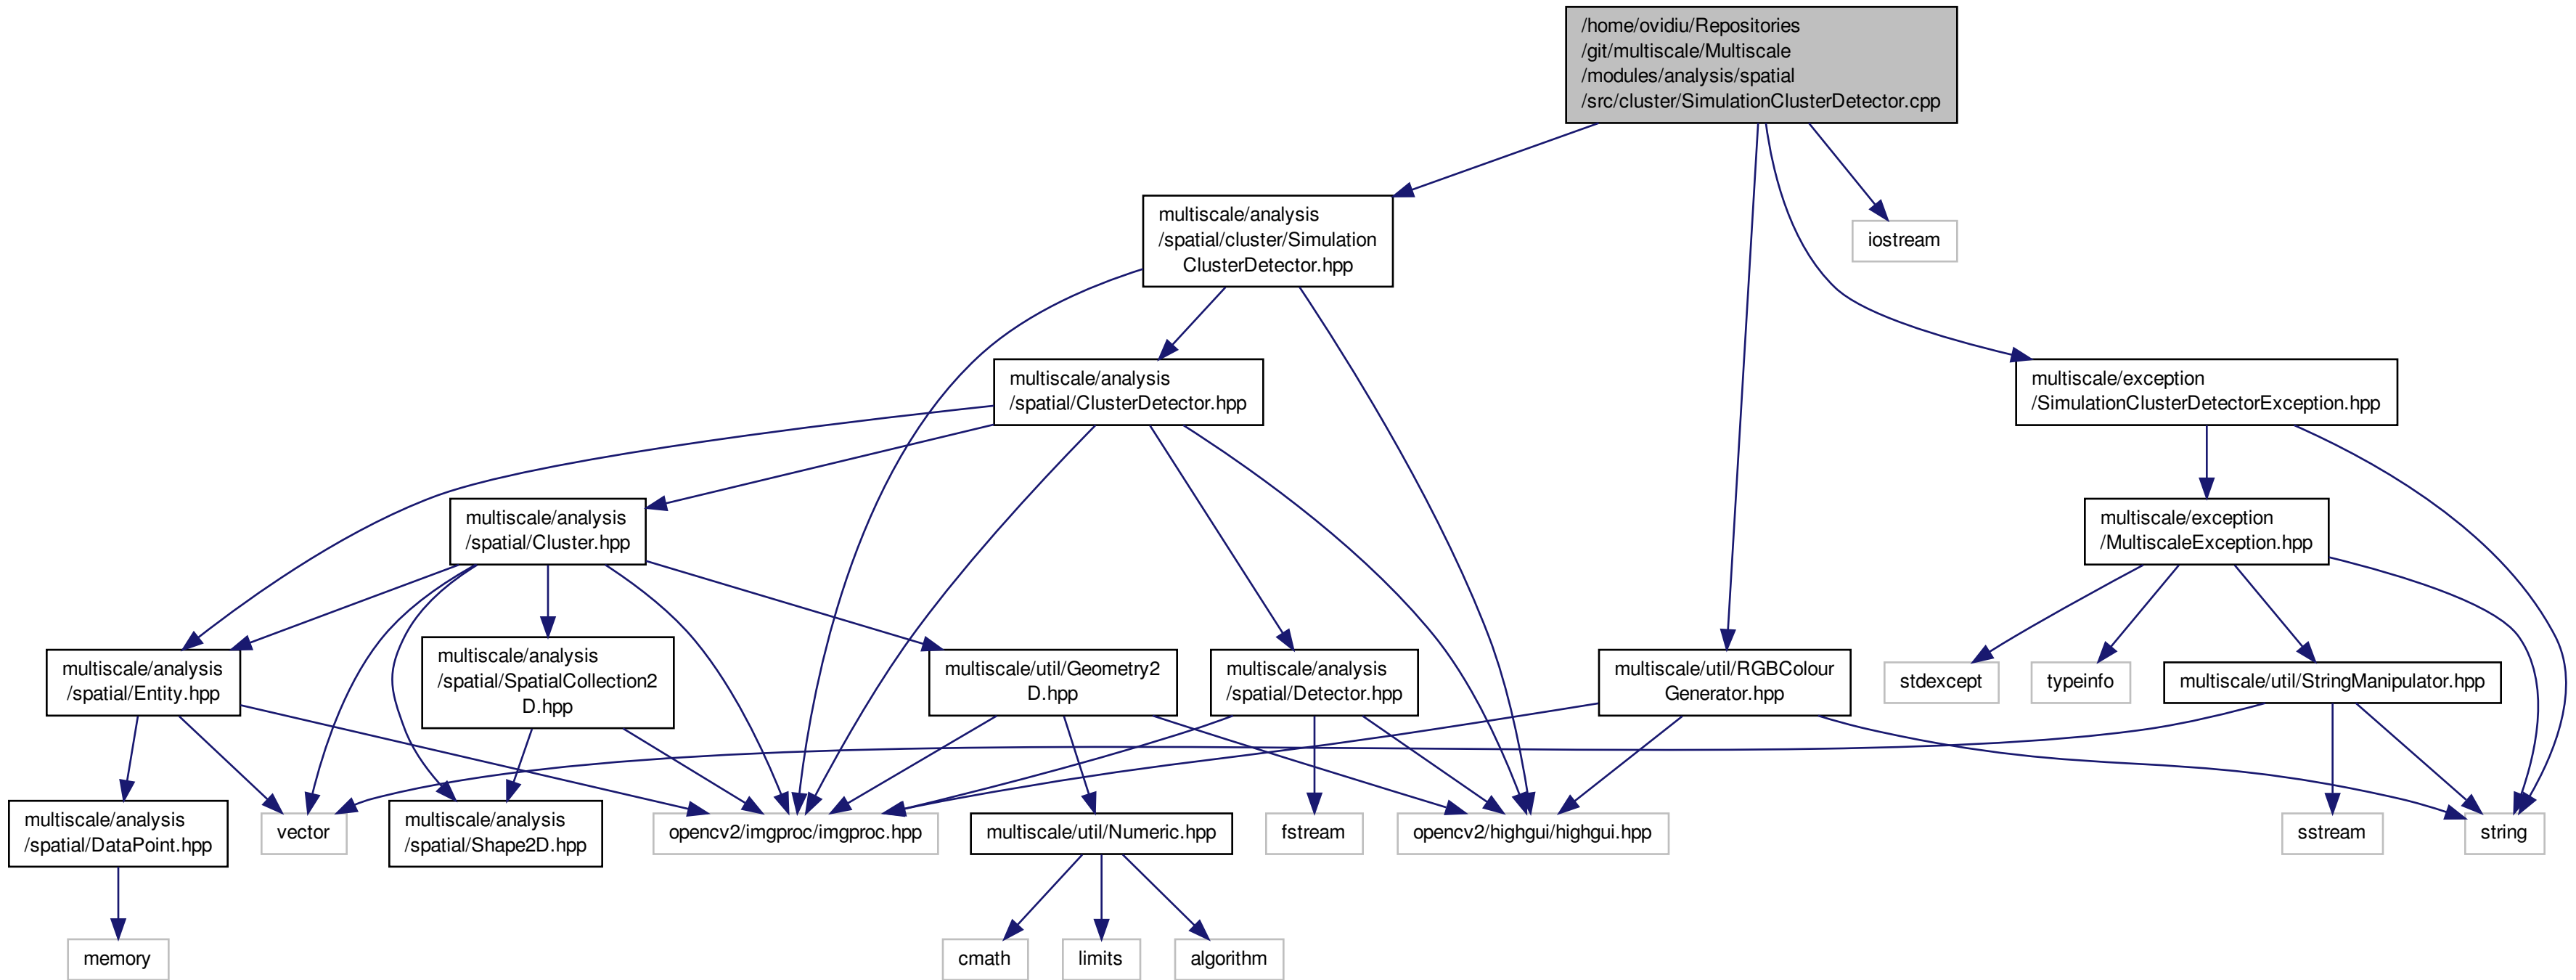 /home/ovidiu/Repositories
/git/multiscale/Multiscale
/modules/analysis/spatial
/src/cluster/SimulationClusterDetector.cpp
multiscale/analysis
/spatial/cluster/Simulation
ClusterDetector.hpp
iostream
multiscale/analysis
/spatial/ClusterDetector.hpp
multiscale/exception
/SimulationClusterDetectorException.hpp
multiscale/analysis
/spatial/Cluster.hpp
multiscale/exception
/MultiscaleException.hpp
multiscale/analysis
/spatial/Entity.hpp
multiscale/analysis
/spatial/SpatialCollection2
D.hpp
multiscale/util/Geometry2
D.hpp
multiscale/analysis
/spatial/Detector.hpp
multiscale/util/RGBColour
Generator.hpp
stdexcept
typeinfo
multiscale/util/StringManipulator.hpp
multiscale/analysis
/spatial/DataPoint.hpp
vector
multiscale/analysis
/spatial/Shape2D.hpp
opencv2/imgproc/imgproc.hpp
multiscale/util/Numeric.hpp
fstream
opencv2/highgui/highgui.hpp
sstream
string
memory
cmath
limits
algorithm